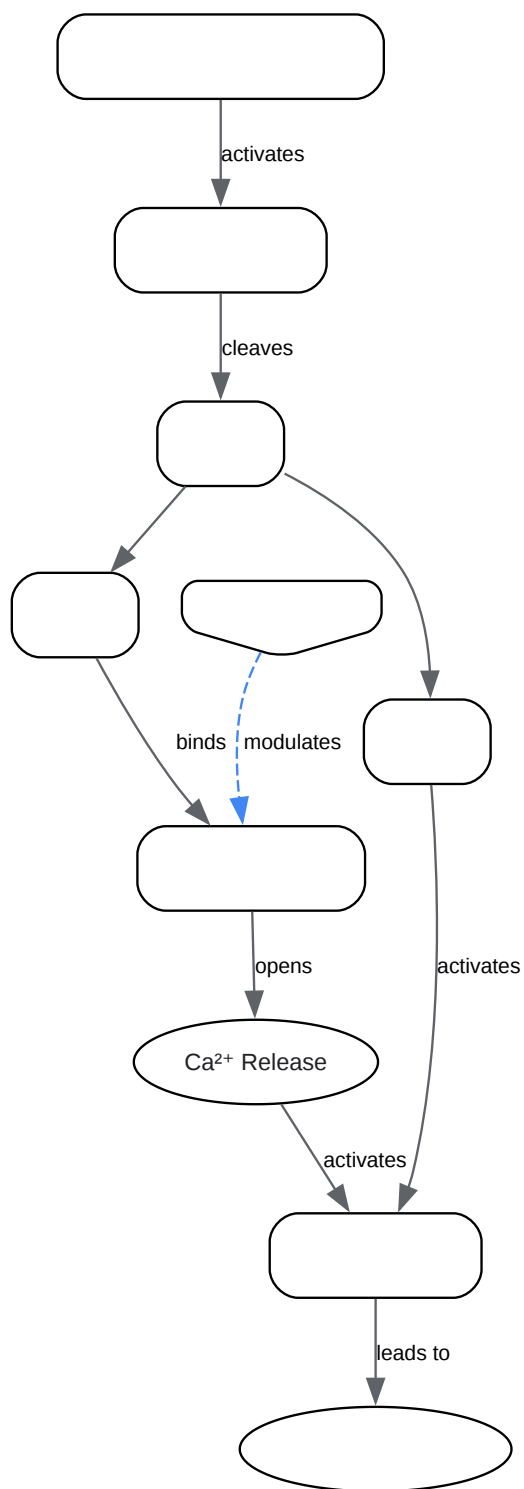 activates
cleaves
binds
modulates
opens
activates
Ca²⁺ Release
activates
leads to